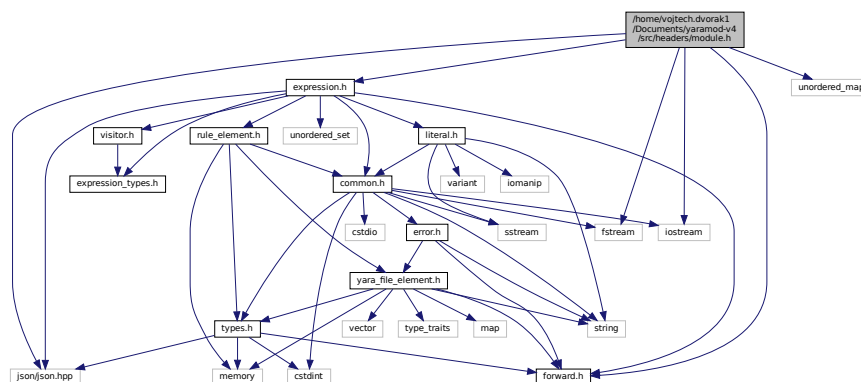 /home/vojtech.dvorak1
/Documents/yaramod-v4
/src/headers/module.h
expression.h
unordered_map
visitor.h
rule_element.h
unordered_set
literal.h
expression_types.h
common.h
variant
iomanip
cstdio
error.h
sstream
fstream
iostream
yara_file_element.h
types.h
vector
type_traits
map
string
json/json.hpp
memory
cstdint
forward.h